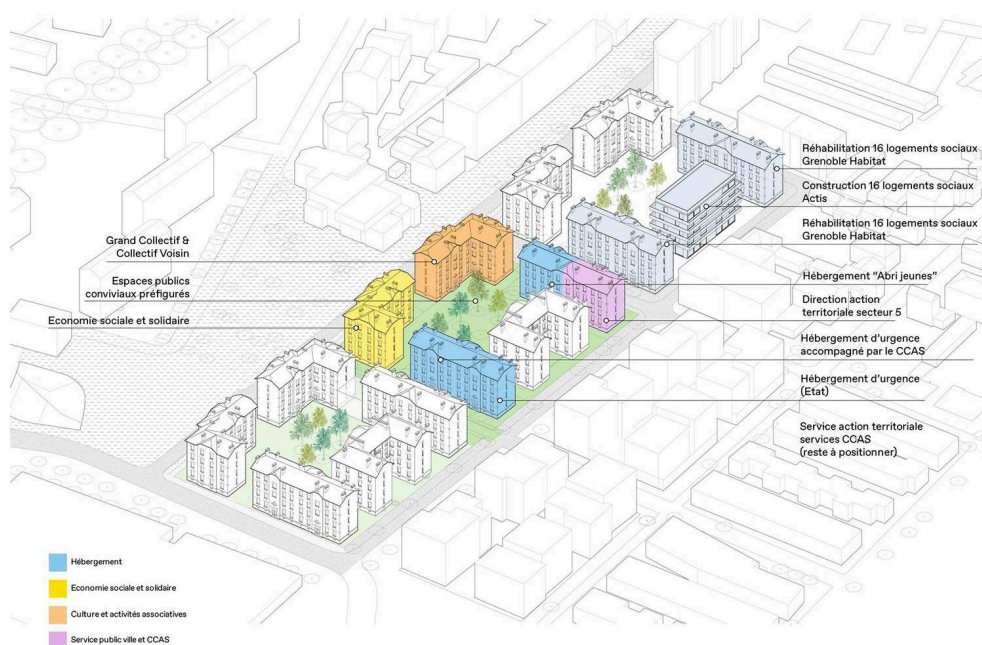 Grand Collectif &
Collectif Voisin
Espaces publics
conviviaux préfigurés
Economie sociale et solidaire
Réhabilitation 16 logements sociaux
Grenoble Habitat
Construction 16 logements sociaux
Actis
Réhabilitation 16 logements sociaux
Grenoble Habitat
Hébergement "Abri jeunes"
Direction action
territoriale secteur 5
Hébergement d'urgence
accompagné par le CCAS
Hébergement d'urgence
(Etat)
Service action territoriale
services CCAS
(reste à positionner)
Hébergement
Economie sociale et solidaire
Culture et activités associatives
Service public ville et CCAS